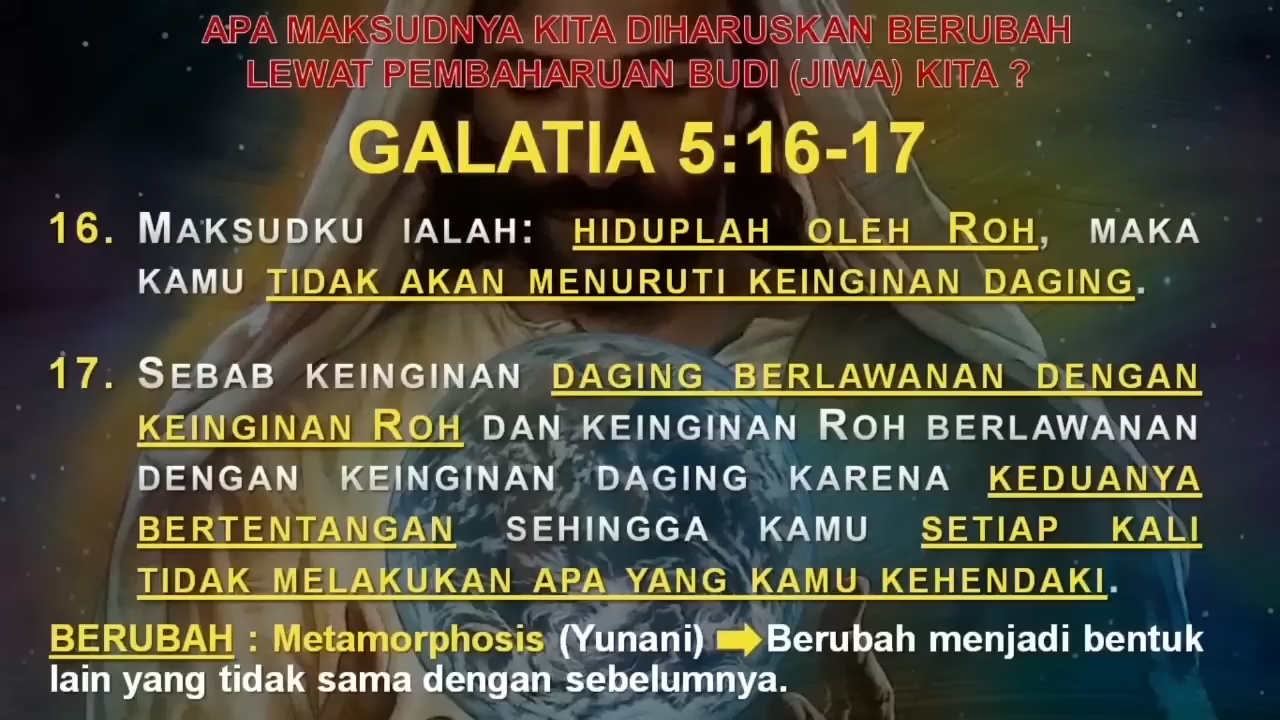 APA MAKSUDNYA KITA DIHARUSKAN BERUBAH
LEWAT PEMBAHARUAN BUDI (JIWA) KITA ?
GALATIA 5:16-17
16. MAKSUDKU IALAH: HIDUPLAH OLEH ROH, MAKA
KAMU TIDAK AKAN MENURUTI KEINGINAN DAGING.
17. SEBAB KEINGINAN DAGING BERLAWANAN DENGAN
KEINGINAN ROH DAN KEINGINAN ROH BERLAWANAN
DENGAN KEINGINAN DAGING KARENA KEDUANYA
BERTENTANGAN SEHINGGA KAMU SETIAP KALI
TIDAK MELAKUKAN APA YANG KAMU KEHENDAKI.
BERUBAH : Metamorphosis (Yunani) ➡ Berubah menjadi bentuk
lain yang tidak sama dengan sebelumnya.